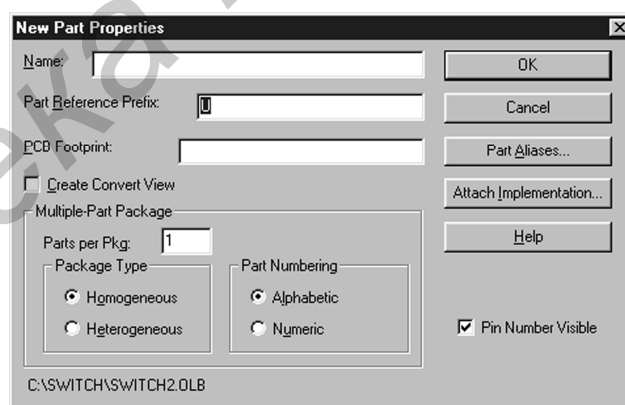 New Part Properties
Name:
OK
Part Reference Prefix: U
Cancel
PCB Footprint:
Part Aliases...
Create Convert View
Attach Implementation...
Multiple-Part Package
Parts per Pkg: 1
Help
Package Type
Part Numbering
Homogeneous
Alphabetic
Heterogeneous
Numeric
Pin Number Visible
C:\SWITCH\SWITCH2.OLB